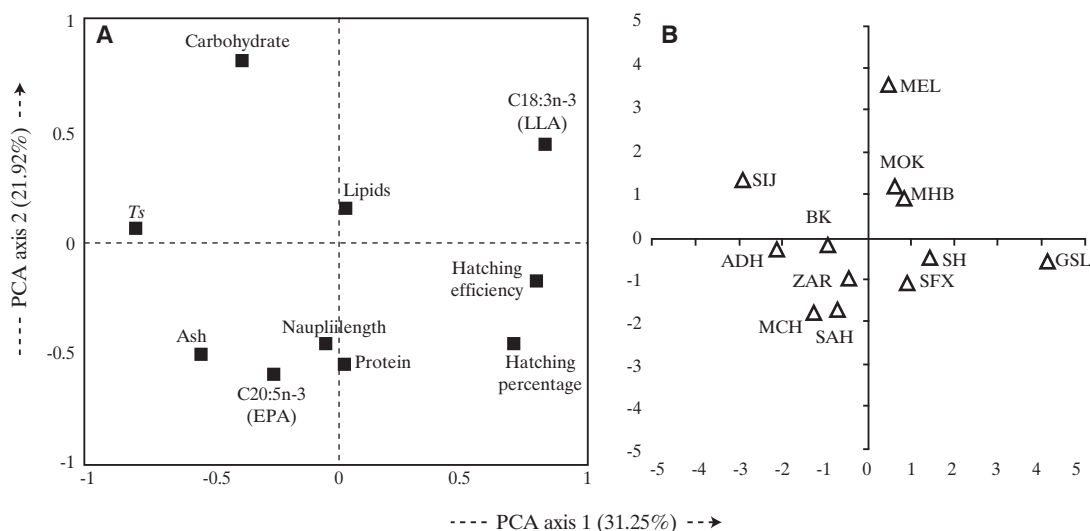 A
1
0.5
0
-0.5
-1
-1
-0.5
0
0.5
1
PCA axis 2 (21.92%)
Carbohydrate
C18:3n-3
(LLA)
Lipids
Ts
Hatching
efficiency
Nauplii length
Ash
Protein
Hatching
percentage
C20:5n-3
(EPA)
B
5
4
3
2
1
0
-1
-2
-3
-4
-5
-5
-4
-3
-2
-1
0
1
2
3
4
5
MEL
MOK
MHB
SIJ
BK
ADH
SH
GSL
ZAR
SFX
MCH
SAH
PCA axis 1 (31.25%)